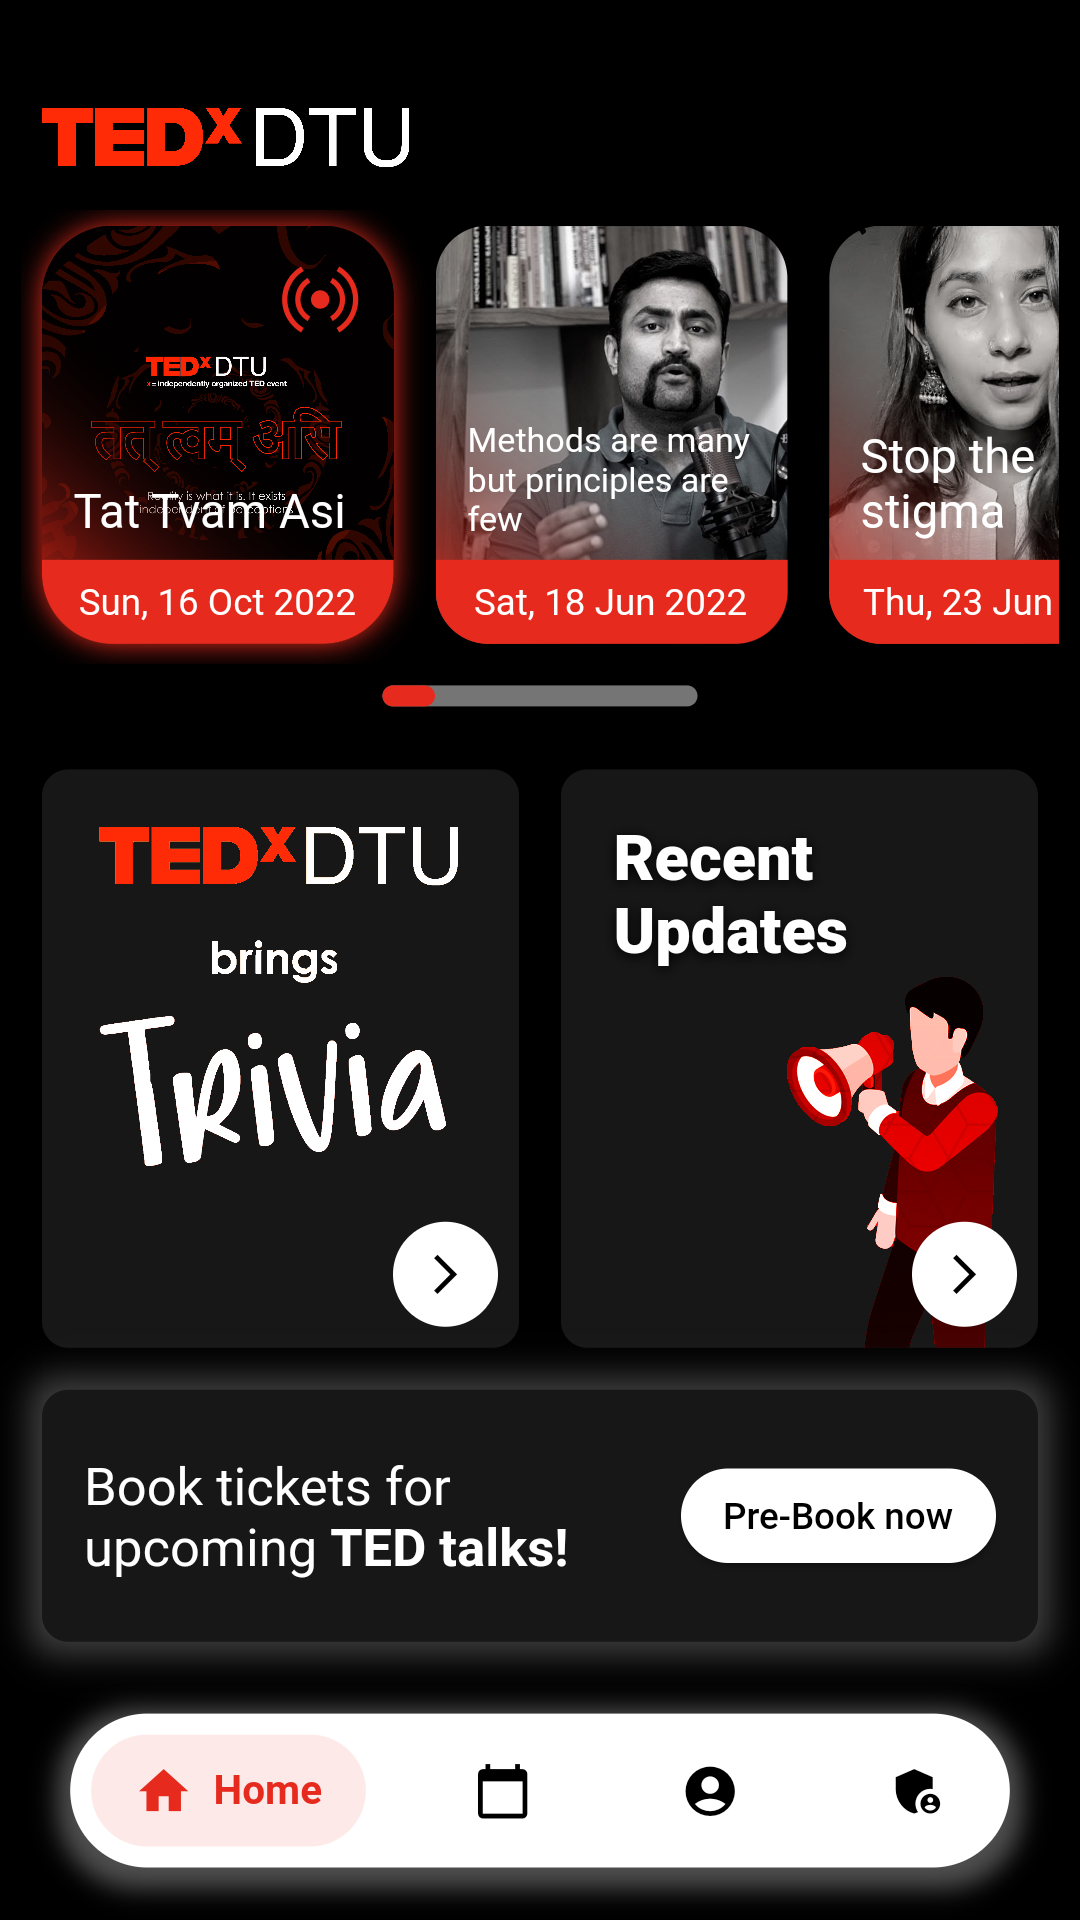 TEDx DTU
TEDx DTU
x = independently organized TED event
तत् त्वम् असि
Reality is what it is. It exists
independent of perceptions
Tat Tvam Asi
Sun, 16 Oct 2022
Methods are many
but principles are
few
Sat, 18 Jun 2022
Stop the
stigma
Thu, 23 Jun
TEDx DTU
brings
Trivia
Recent
Updates
Book tickets for
upcoming TED talks!
Pre-Book now
Home